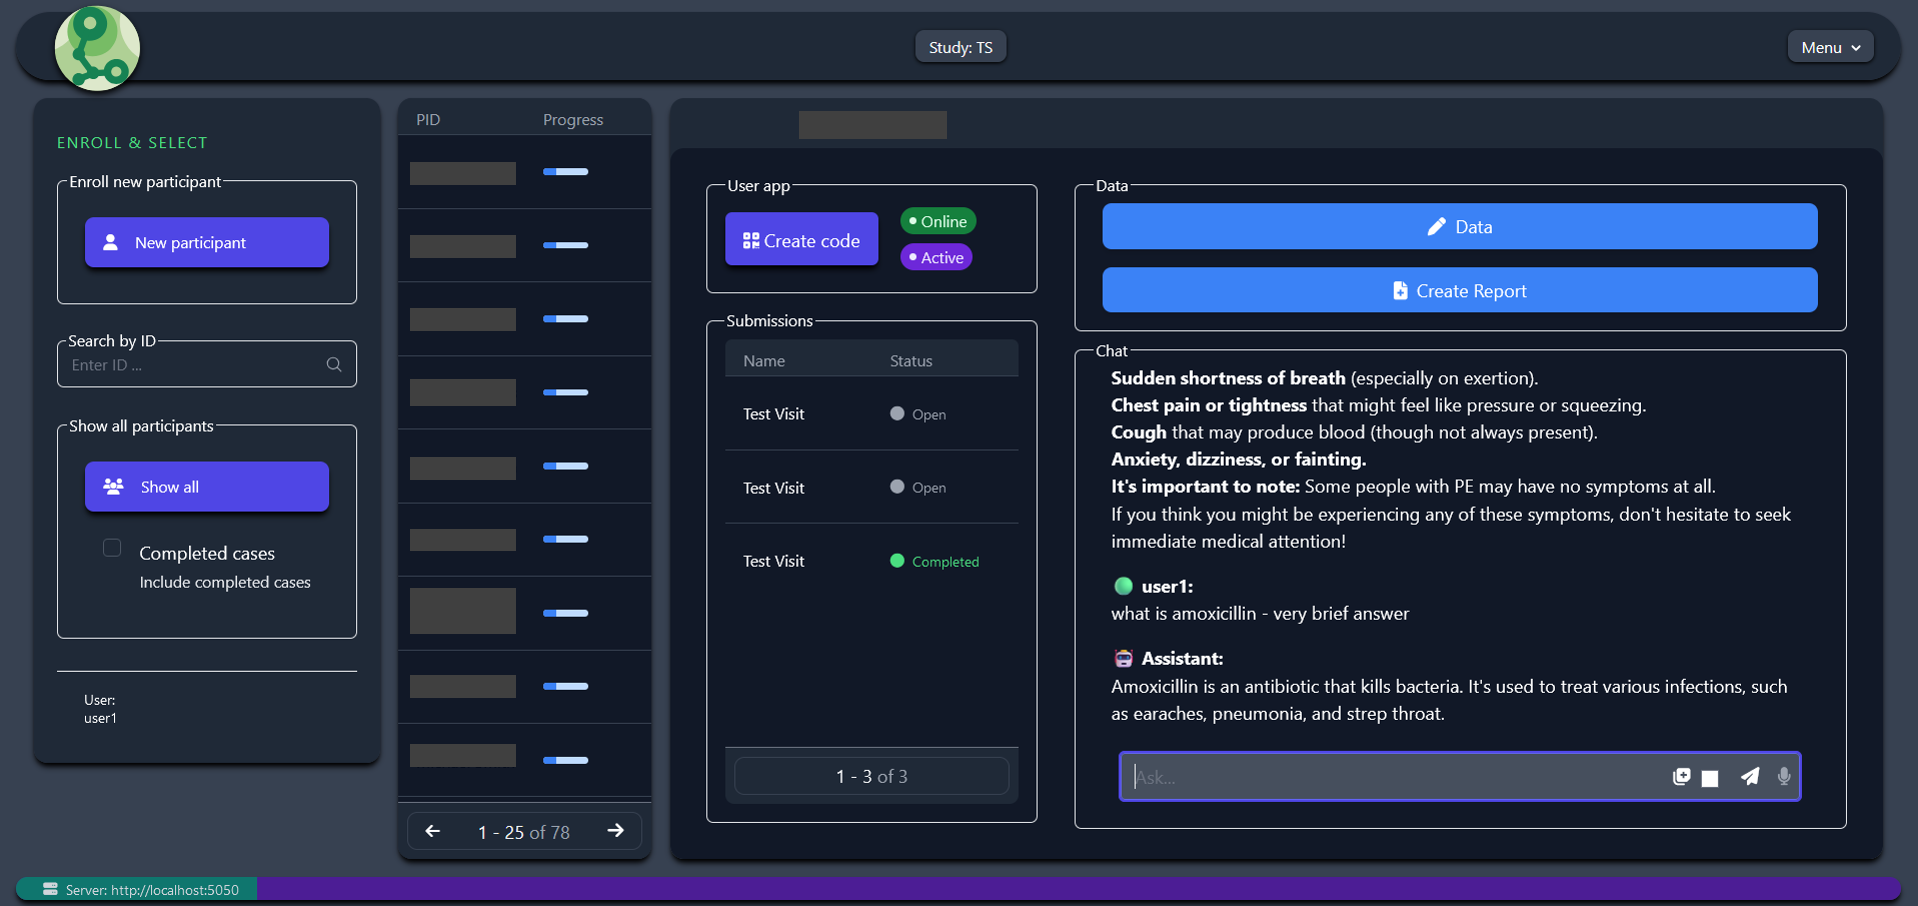 Study: TS
Menu
ENROLL & SELECT
Enroll new participant
New participant
Search by ID
Enter ID ...
Show all participants
Show all
Completed cases
Include completed cases
User:
user1
PID Progress
1 - 25 of 78
User app
Create code
Online
Active
Submissions
Name Status
Test Visit Open
Test Visit Open
Test Visit Completed
1 - 3 of 3
Data
Data
Create Report
Chat
Sudden shortness of breath (especially on exertion).
Chest pain or tightness that might feel like pressure or squeezing.
Cough that may produce blood (though not always present).
Anxiety, dizziness, or fainting.
It's important to note: Some people with PE may have no symptoms at all.
If you think you might be experiencing any of these symptoms, don't hesitate to seek
immediate medical attention!
user1:
what is amoxicillin - very brief answer
Assistant:
Amoxicillin is an antibiotic that kills bacteria. It's used to treat various infections, such
as earaches, pneumonia, and strep throat.
Ask...
Server: http://localhost:5050